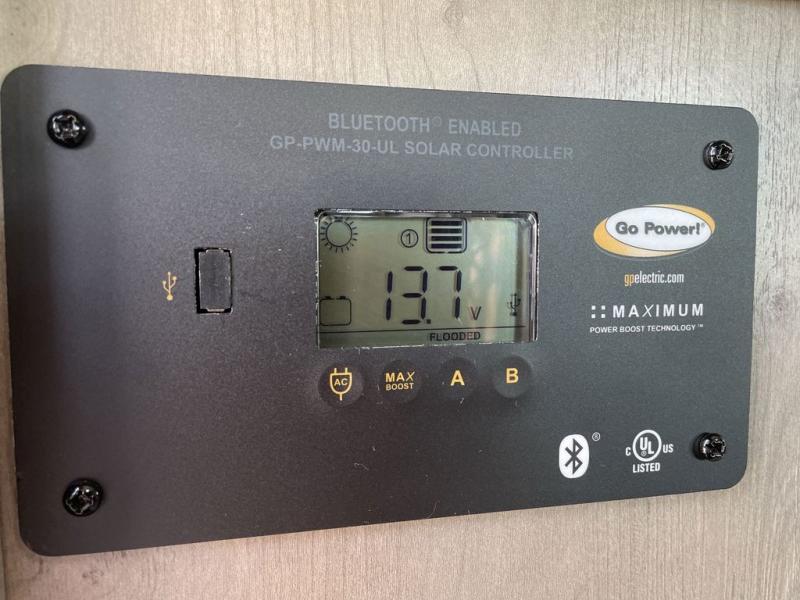 BLUETOOTH® ENABLED
GP-PWM-30-UL SOLAR CONTROLLER
Go Power!®
gpelectric.com
MAXIMUM
POWER BOOST TECHNOLOGY™
1
13.7 V
FLOODED
AC
MAX
BOOST
A
B
®
C UL US
LISTED